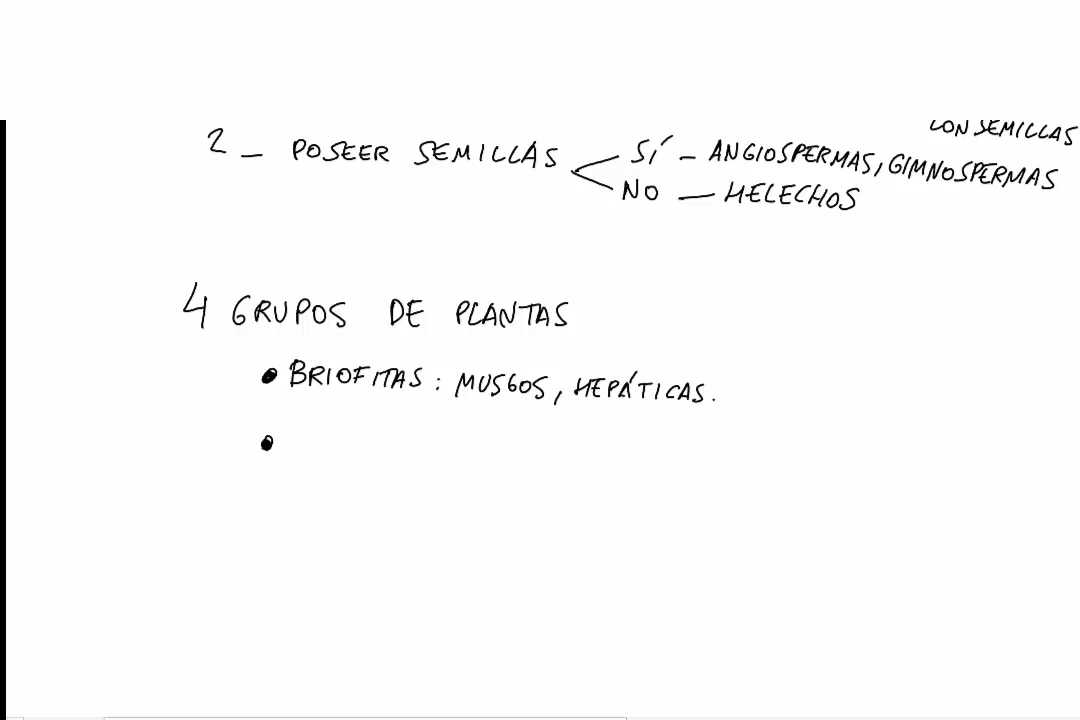 CON SEMILLAS
2 - POSEER SEMILLAS < SÍ - ANGIOSPERMAS, GIMNOSPERMAS
NO - HELECHOS
4 GRUPOS DE PLANTAS
• BRIOFITAS: MUSGOS, HEPÁTICAS.
•